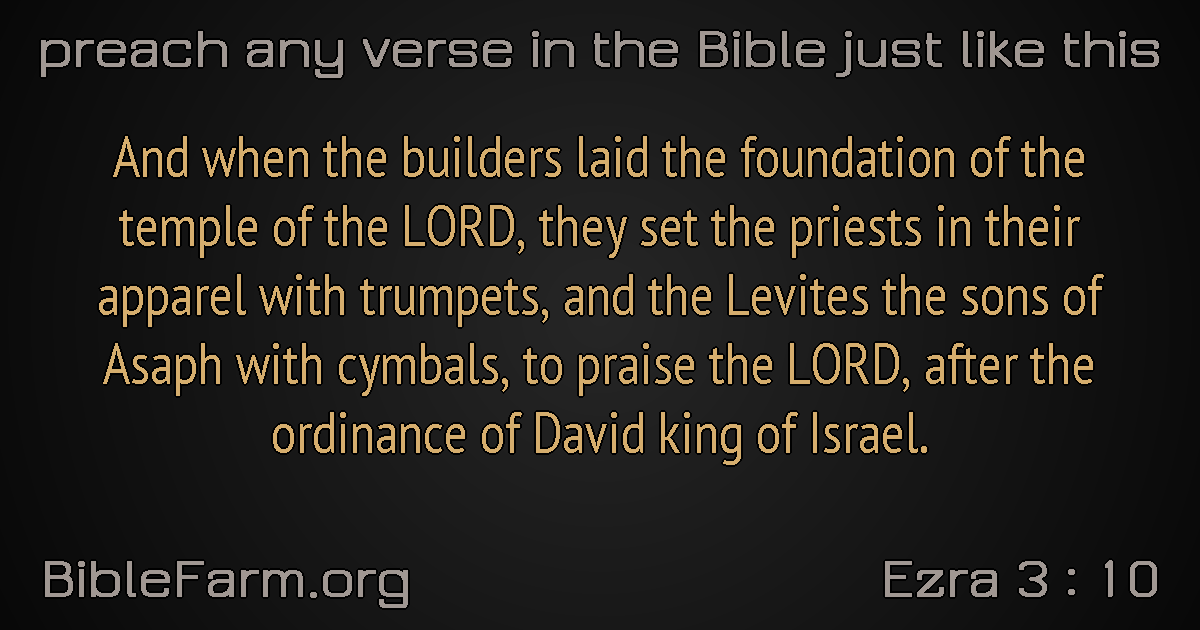 preach any verse in the Bible just like this
And when the builders laid the foundation of the
temple of the LORD, they set the priests in their
apparel with trumpets, and the Levites the sons of
Asaph with cymbals, to praise the LORD, after the
ordinance of David king of Israel.
BibleFarm.org
Ezra 3 : 10